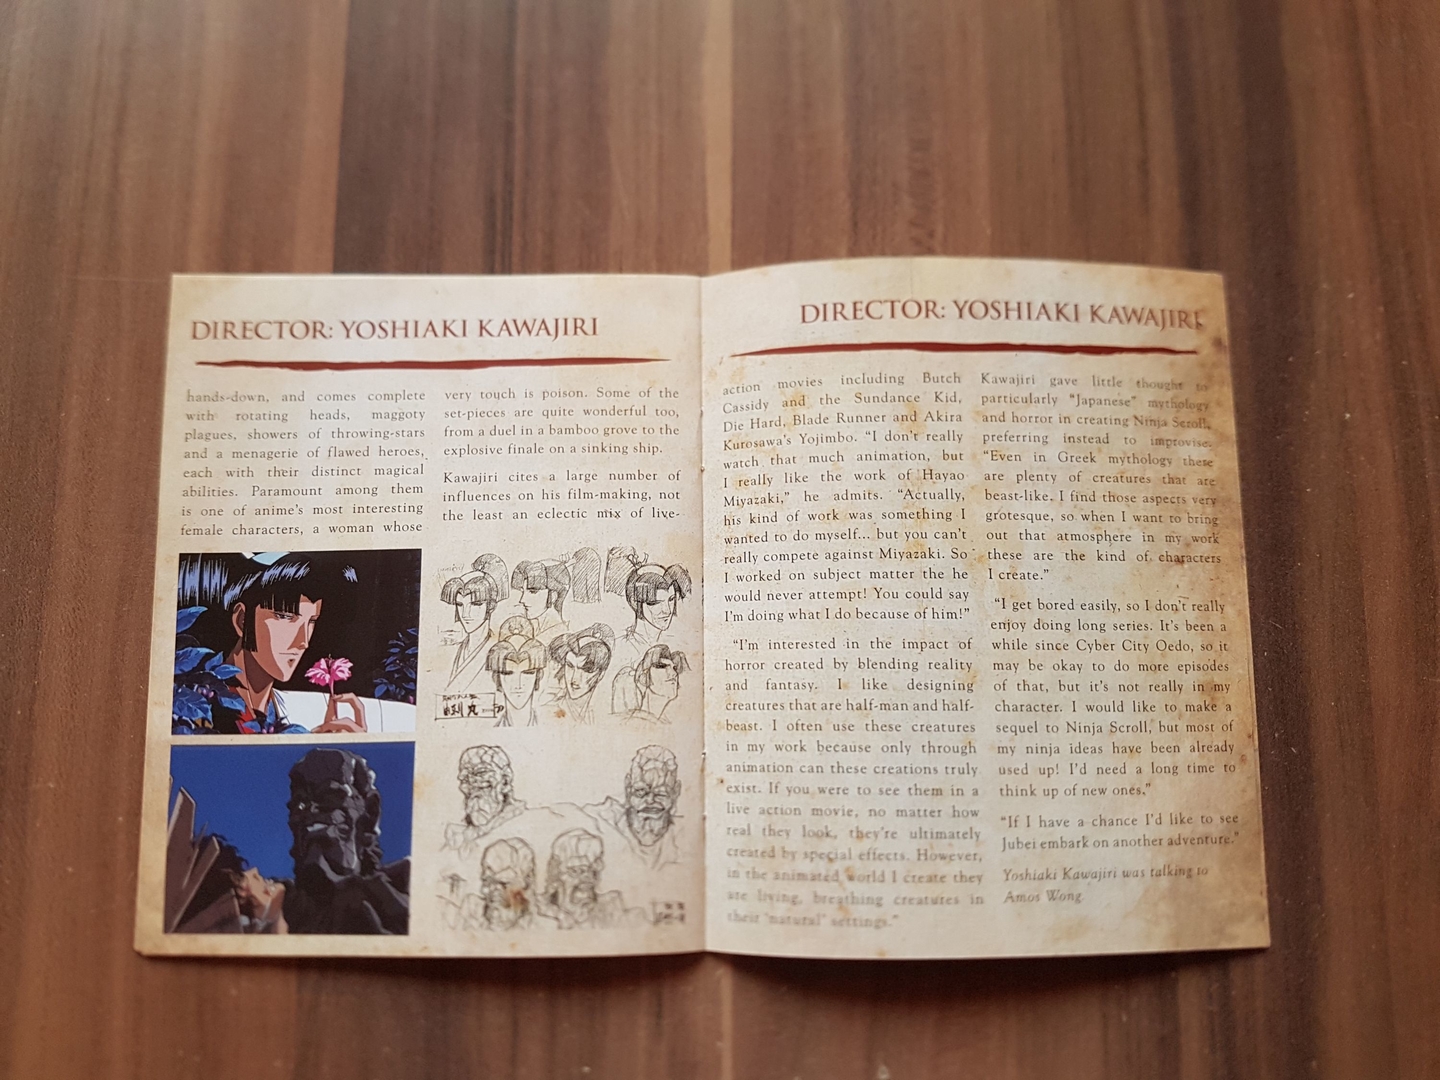 DIRECTOR: YOSHIAKI KAWAJIRI
hands-down, and comes complete
with rotating heads, maggoty
plagues, showers of throwing-stars
and a menagerie of flawed heroes,
each with their distinct magical
abilities. Paramount among them
is one of anime's most interesting
female characters, a woman whose
very touch is poison. Some of the
set-pieces are quite wonderful too,
from a duel in a bamboo grove to the
explosive finale on a sinking ship.
Kawajiri cites a large number of
influences on his film-making, not
the least an eclectic mix of live-
DIRECTOR: YOSHIAKI KAWAJIRI
action movies including Butch
Cassidy and the Sundance Kid,
Die Hard, Blade Runner and Akira
Kurosawa's Yojimbo. “I don't really
watch that much animation, but
I really like the work of Hayao
Miyazaki,” he admits. “Actually,
his kind of work was something I
wanted to do myself... but you can't
really compete against Miyazaki. So
I worked on subject matter the he
would never attempt! You could say
I'm doing what I do because of him!”
“I'm interested in the impact of
horror created by blending reality
and fantasy. I like designing
creatures that are half-man and half-
beast. I often use these creatures
in my work because only through
animation can these creations truly
exist. If you were to see them in a
live action movie, no matter how
real they look, they're ultimately
created by special effects. However,
in the animated world I create they
are living, breathing creatures in
their ‘natural’ settings.”
Kawajiri gave little thought to
particularly “Japanese” mythology
and horror in creating Ninja Scroll,
preferring instead to improvise.
“Even in Greek mythology these
are plenty of creatures that are
beast-like. I find those aspects very
grotesque, so when I want to bring
out that atmosphere in my work
these are the kind of characters
I create.”
“I get bored easily, so I don't really
enjoy doing long series. It's been a
while since Cyber City Oedo, so it
may be okay to do more episodes
of that, but it's not really in my
character. I would like to make a
sequel to Ninja Scroll, but most of
my ninja ideas have been already
used up! I'd need a long time to
think up of new ones.”
“If I have a chance I'd like to see
Jubei embark on another adventure.”
Yoshiaki Kawajiri was talking to
Amos Wong